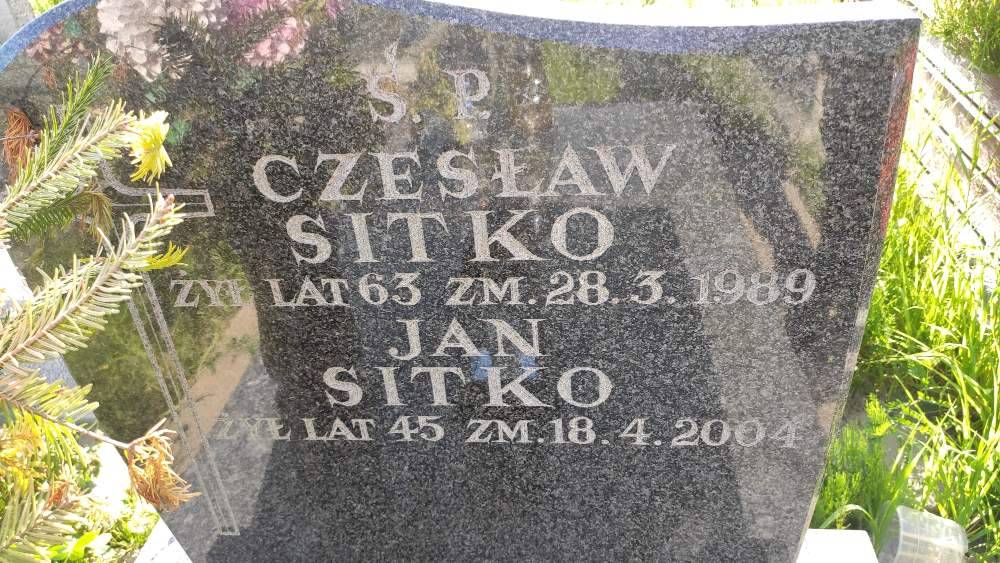 Ś. P.
CZESŁAW
SITKO
ŻYŁ LAT 63 ZM. 28. 3. 1989
JAN
SITKO
ŻYŁ LAT 45 ZM. 18. 4. 2004